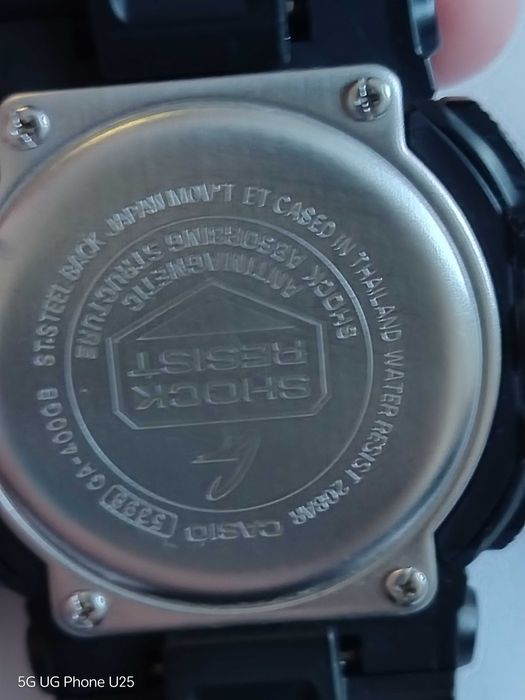 CASIO 5398 GA-400GB ST.STEEL BACK JAPAN MOV'T ET CASED IN THAILAND WATER RESIST 20BAR
SHOCK ABSORBING STRUCTURE
ANTIMAGNETIC
SHOCK
RESIST
G
5G UG Phone U25